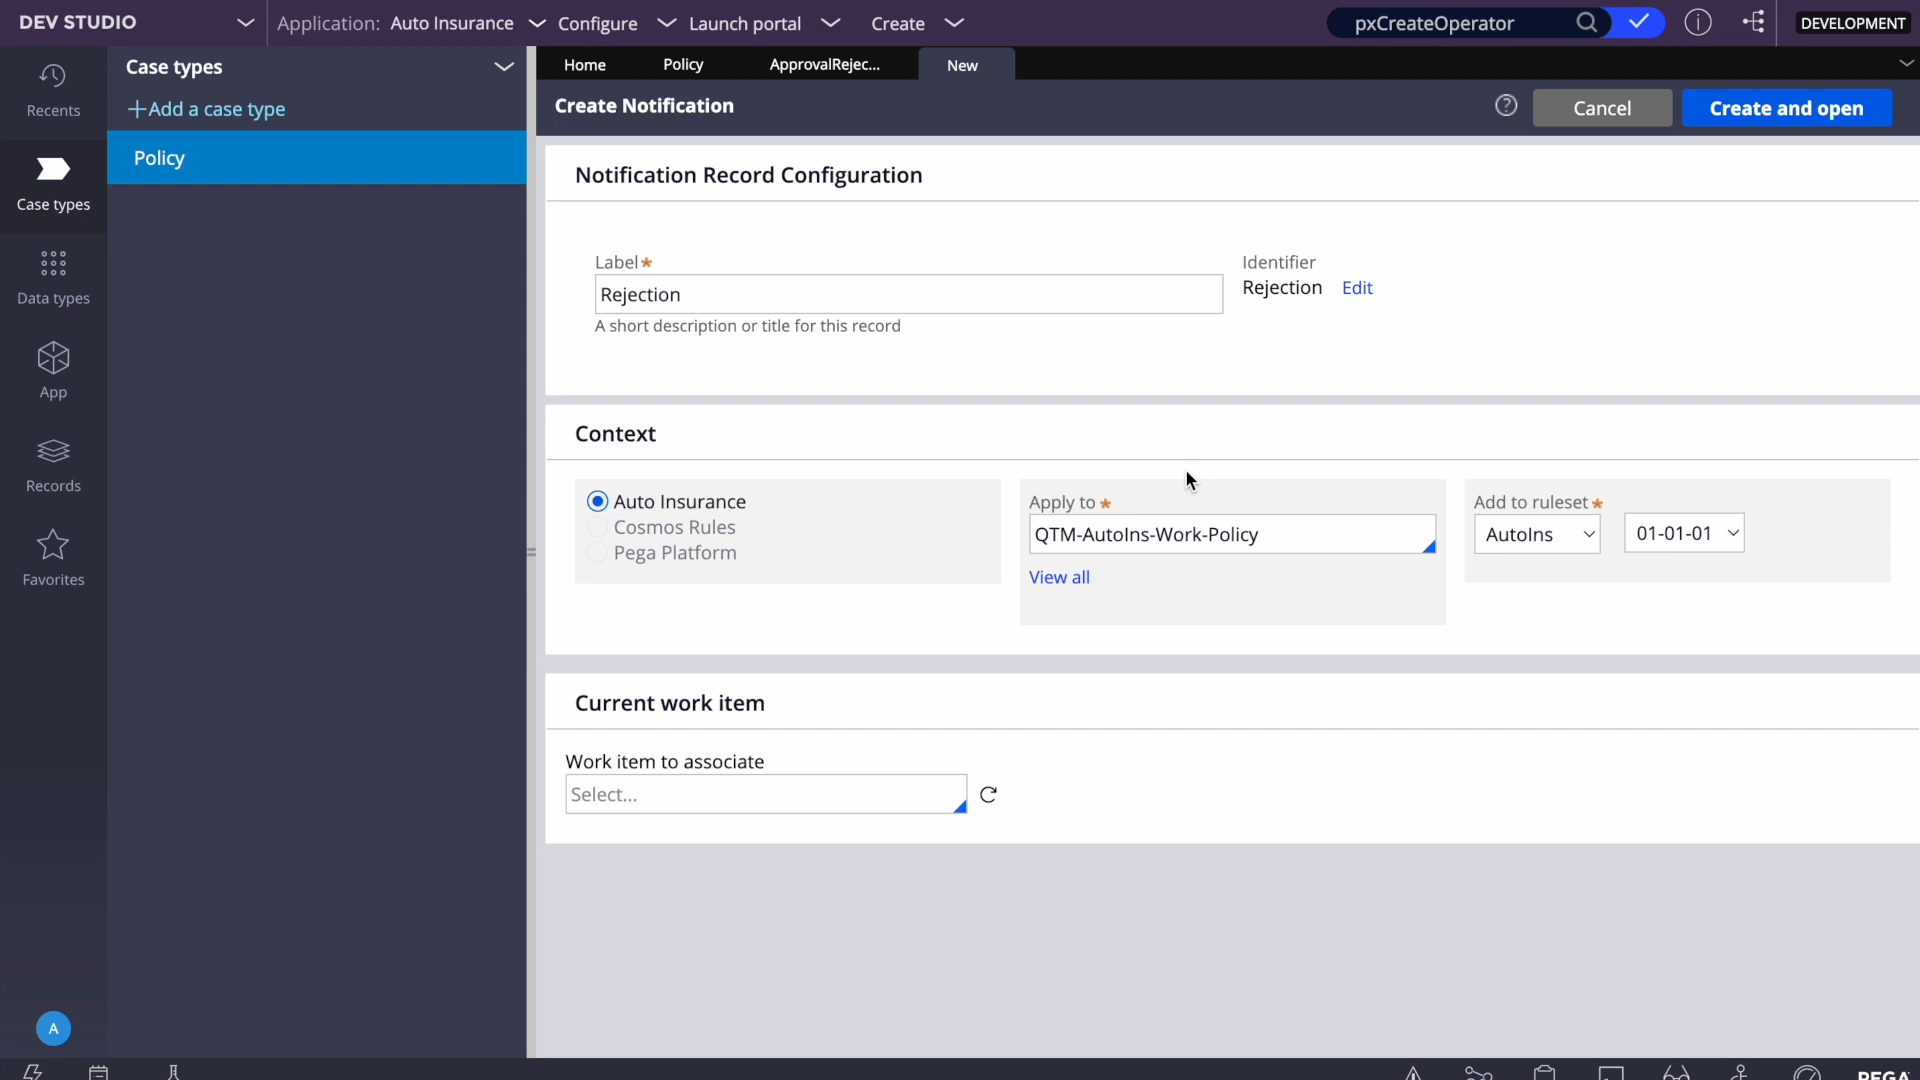 DEV STUDIO
Application: Auto Insurance
Configure
Launch portal
Create
pxCreateOperator
DEVELOPMENT
Recents
Case types
Data types
App
Records
Favorites
A
Case types
+Add a case type
Policy
Home
Policy
ApprovalRejec...
New
Create Notification
Cancel
Create and open
Notification Record Configuration
Label*
Rejection
A short description or title for this record
Identifier
Rejection Edit
Context
Auto Insurance
Cosmos Rules
Pega Platform
Apply to *
QTM-AutoIns-Work-Policy
View all
Add to ruleset*
AutoIns
01-01-01
Current work item
Work item to associate
Select...
PEGA